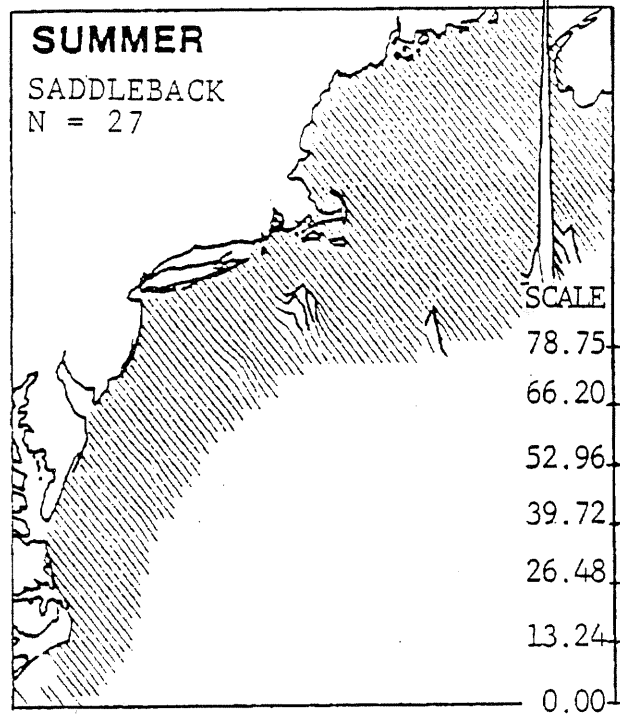 SUMMER
SADDLEBACK
N = 27
SCALE
78.75
66.20
52.96
39.72
26.48
13.24
0.00